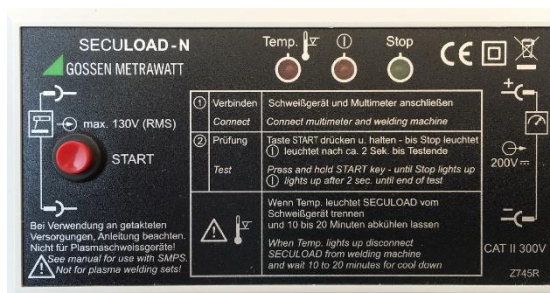 SECULOAD-N
GOSSEN METRAWATT
Temp.
Stop
CE
max. 130V (RMS)
START
① Verbinden Schweißgerät und Multimeter anschließen
Connect Connect multimeter and welding machine
② Prüfung Taste START drücken u. halten - bis Stop leuchtet
① leuchtet nach ca. 2 Sek. bis Testende
Test Press and hold START key - until Stop lights up
① lights up after 2 sec. until end of test
Wenn Temp. leuchtet SECULOAD vom
Schweißgerät trennen
und 10 bis 20 Minuten abkühlen lassen
When Temp. lights up disconnect
SECULOAD from welding machine
and wait 10 to 20 minutes for cool down
Bei Verwendung an getakteten
Versorgungen, Anleitung beachten.
Nicht für Plasmaschweissgeräte!
See manual for use with SMPS.
Not for plasma welding sets!
+
200V
CAT II 300V
Z745R